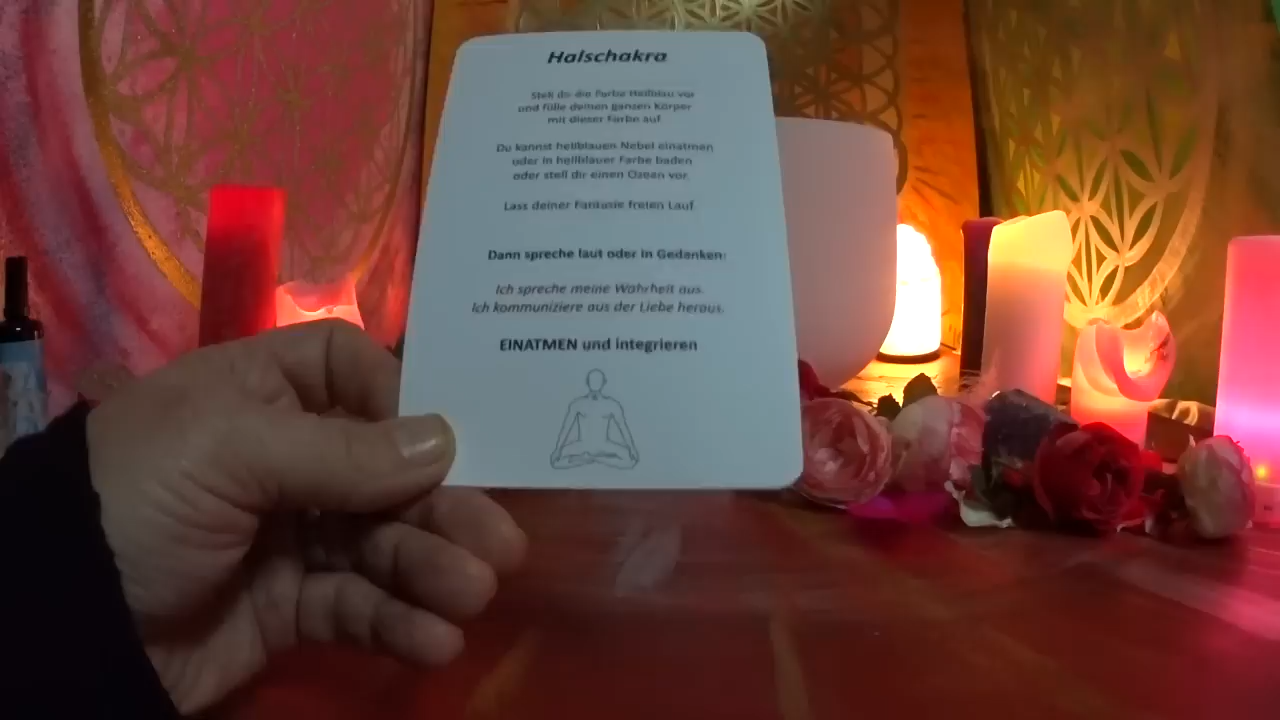 Halschakra
Stell dir die Farbe Hellblau vor
und fülle deinen ganzen Körper
mit dieser Farbe auf.
Du kannst hellblauen Nebel einatmen
oder in hellblauer Farbe baden
oder stell dir einen Ozean vor.
Lass deiner Fantasie freien Lauf.
Dann spreche laut oder in Gedanken:
Ich spreche meine Wahrheit aus.
Ich kommuniziere aus der Liebe heraus.
EINATMEN und integrieren